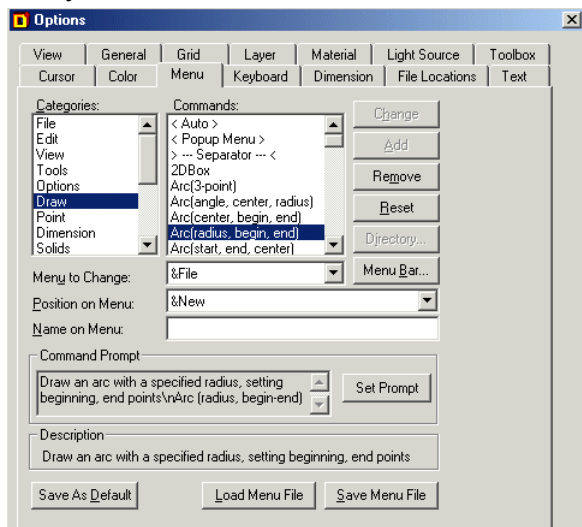 Options
View General Grid Layer Material Light Source Toolbox
Cursor Color Menu Keyboard Dimension File Locations Text
Categories: Commands:
File < Auto > Change
Edit < Popup Menu >
View > --- Separator --- < Add
Tools 2DBox
Options Arc(3-point) Remove
Draw Arc(angle, center, radius)
Point Arc(center, begin, end) Reset
Dimension Arc(radius, begin, end)
Solids Arc(start, end, center) Directory...
Menu to Change: &File Menu Bar...
Position on Menu: &New
Name on Menu:
Command Prompt
Draw an arc with a specified radius, setting
beginning, end points\nArc (radius, begin-end) Set Prompt
Description
Draw an arc with a specified radius, setting beginning, end points
Save As Default Load Menu File Save Menu File